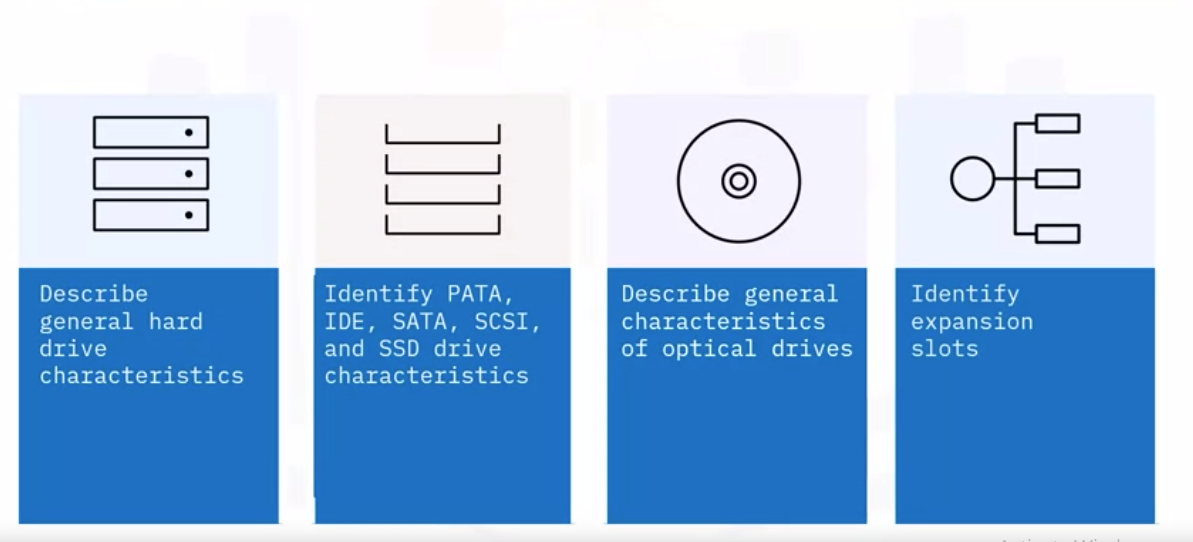 Describe
general hard
drive
characteristics
Identify PATA,
IDE, SATA, SCSI,
and SSD drive
characteristics
Describe general
characteristics
of optical drives
Identify
expansion
slots